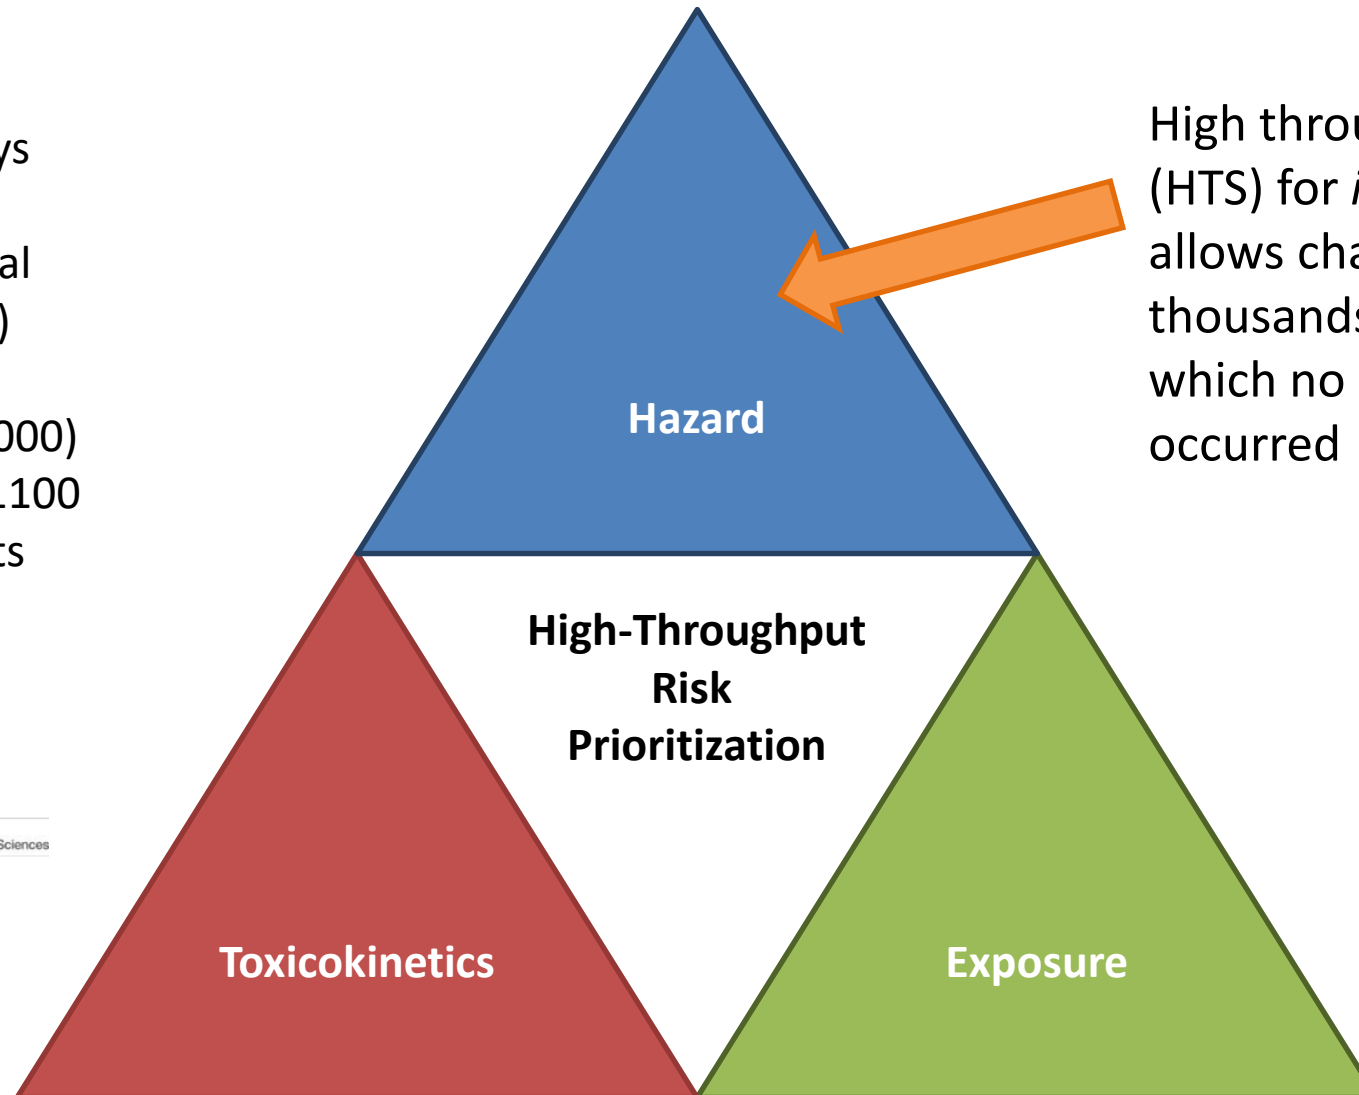 ys
al
)
000)
1100
ts
Sciences
High throu
(HTS) for i
allows cha
thousands
which no
occurred
Hazard
High-Throughput
Risk
Prioritization
Toxicokinetics
Exposure